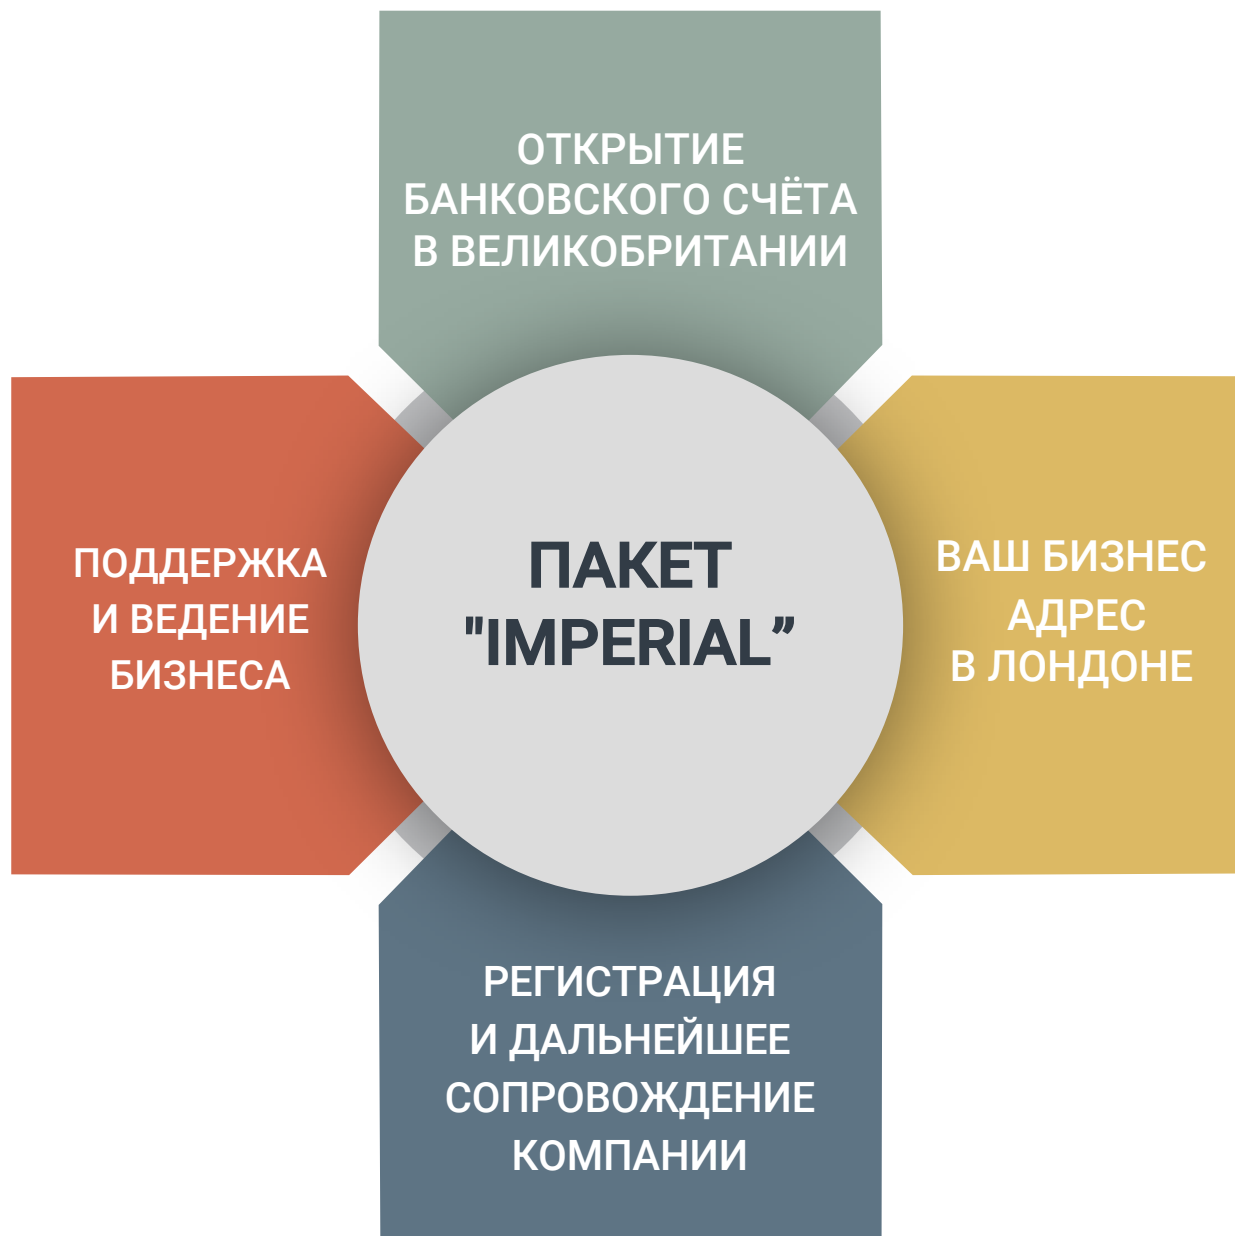 ОТКРЫТИЕ
БАНКОВСКОГО СЧЁТА
В ВЕЛИКОБРИТАНИИ
ПОДДЕРЖКА
И ВЕДЕНИЕ
БИЗНЕСА
ПАКЕТ
"IMPERIAL”
ВАШ БИЗНЕС
АДРЕС
В ЛОНДОНЕ
РЕГИСТРАЦИЯ
И ДАЛЬНЕЙШЕЕ
СОПРОВОЖДЕНИЕ
КОМПАНИИ